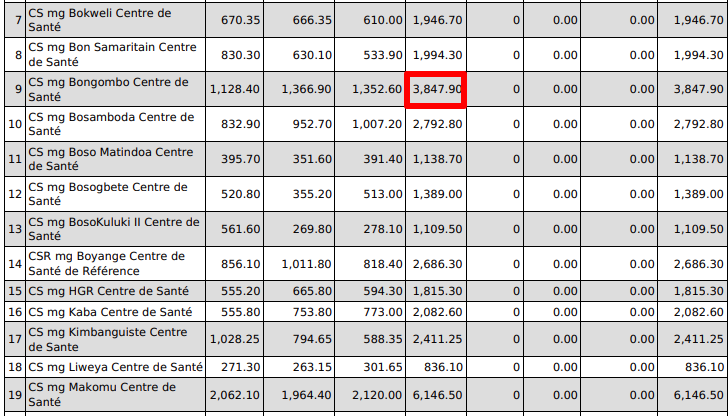 7 CS mg Bokweli Centre de Santé 670.35 666.35 610.00 1,946.70 0 0.00 0.00 1,946.70
8 CS mg Bon Samaritain Centre de Santé 830.30 630.10 533.90 1,994.30 0 0.00 0.00 1,994.30
9 CS mg Bongombo Centre de Santé 1,128.40 1,366.90 1,352.60 3,847.90 0 0.00 0.00 3,847.90
10 CS mg Bosamboda Centre de Santé 832.90 952.70 1,007.20 2,792.80 0 0.00 0.00 2,792.80
11 CS mg Boso Matindoa Centre de Santé 395.70 351.60 391.40 1,138.70 0 0.00 0.00 1,138.70
12 CS mg Bosogbete Centre de Santé 520.80 355.20 513.00 1,389.00 0 0.00 0.00 1,389.00
13 CS mg BosoKuluki II Centre de Santé 561.60 269.80 278.10 1,109.50 0 0.00 0.00 1,109.50
14 CSR mg Boyange Centre de Santé de Référence 856.10 1,011.80 818.40 2,686.30 0 0.00 0.00 2,686.30
15 CS mg HGR Centre de Santé 555.20 665.80 594.30 1,815.30 0 0.00 0.00 1,815.30
16 CS mg Kaba Centre de Santé 555.80 753.80 773.00 2,082.60 0 0.00 0.00 2,082.60
17 CS mg Kimbanguiste Centre de Sante 1,028.25 794.65 588.35 2,411.25 0 0.00 0.00 2,411.25
18 CS mg Liweya Centre de Santé 271.30 263.15 301.65 836.10 0 0.00 0.00 836.10
19 CS mg Makomu Centre de Santé 2,062.10 1,964.40 2,120.00 6,146.50 0 0.00 0.00 6,146.50